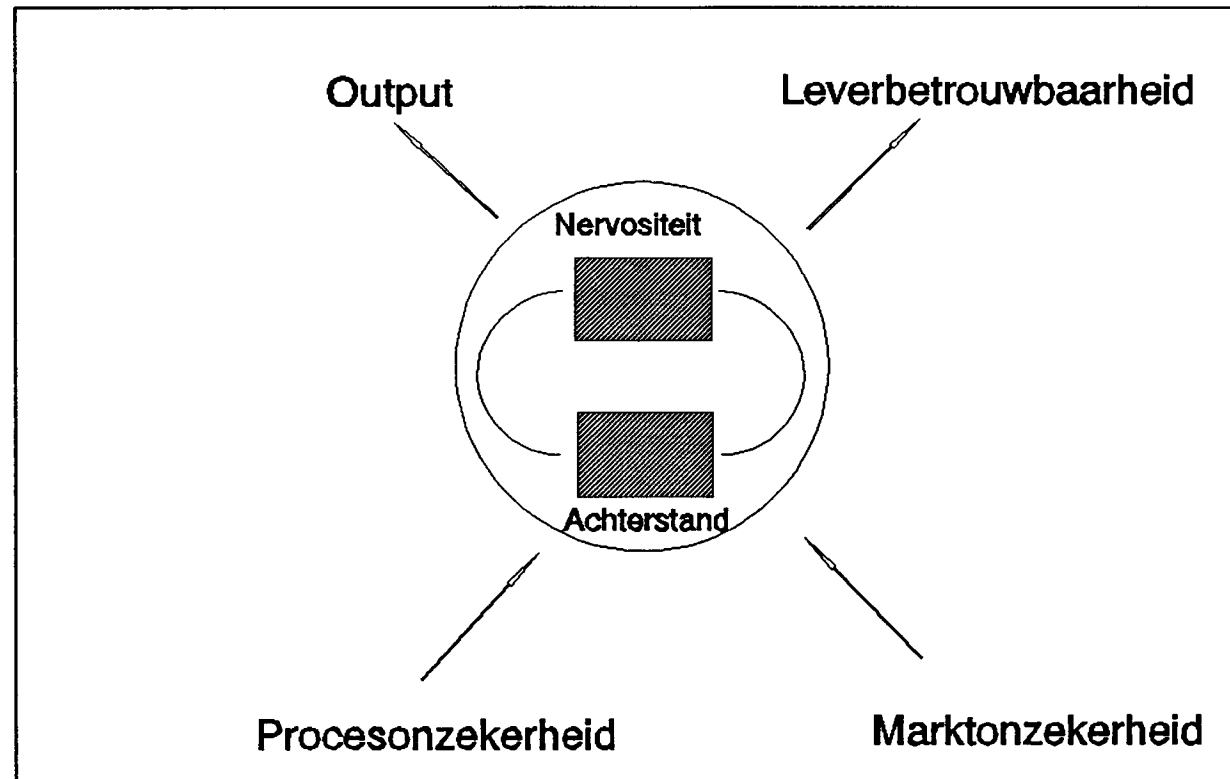 Output
Leverbetrouwbaarheid
Nervositeit
Achterstand
Procesonzekerheid
Marktonzekerheid